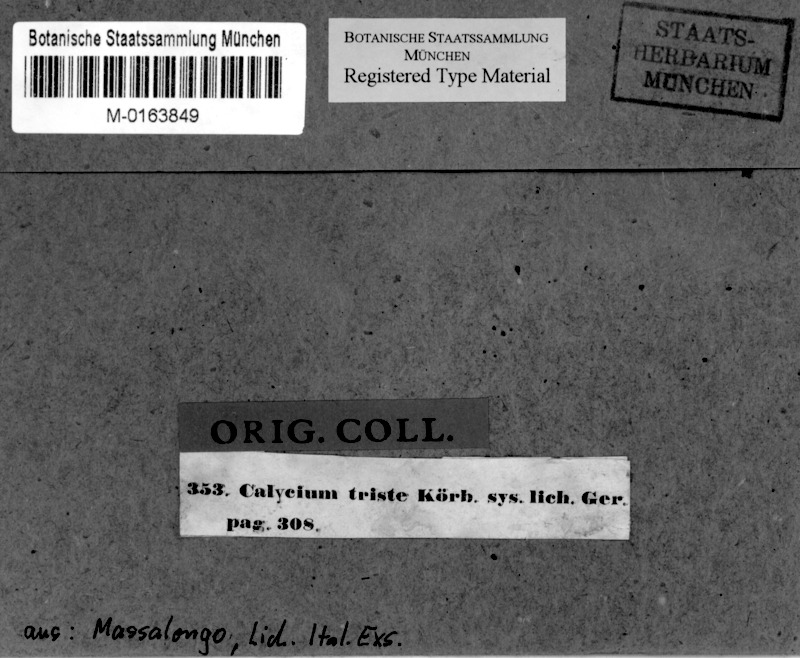 Botanische Staatssammlung München
M-0163849
BOTANISCHE STAATSSAMMLUNG
MÜNCHEN
Registered Type Material
STAATS-
HERBARIUM
MÜNCHEN
ORIG. COLL.
353. Calycium triste Körb. sys. lich. Ger.
pag. 308.
aus: Massalongo, Lich. Ital. Exs.